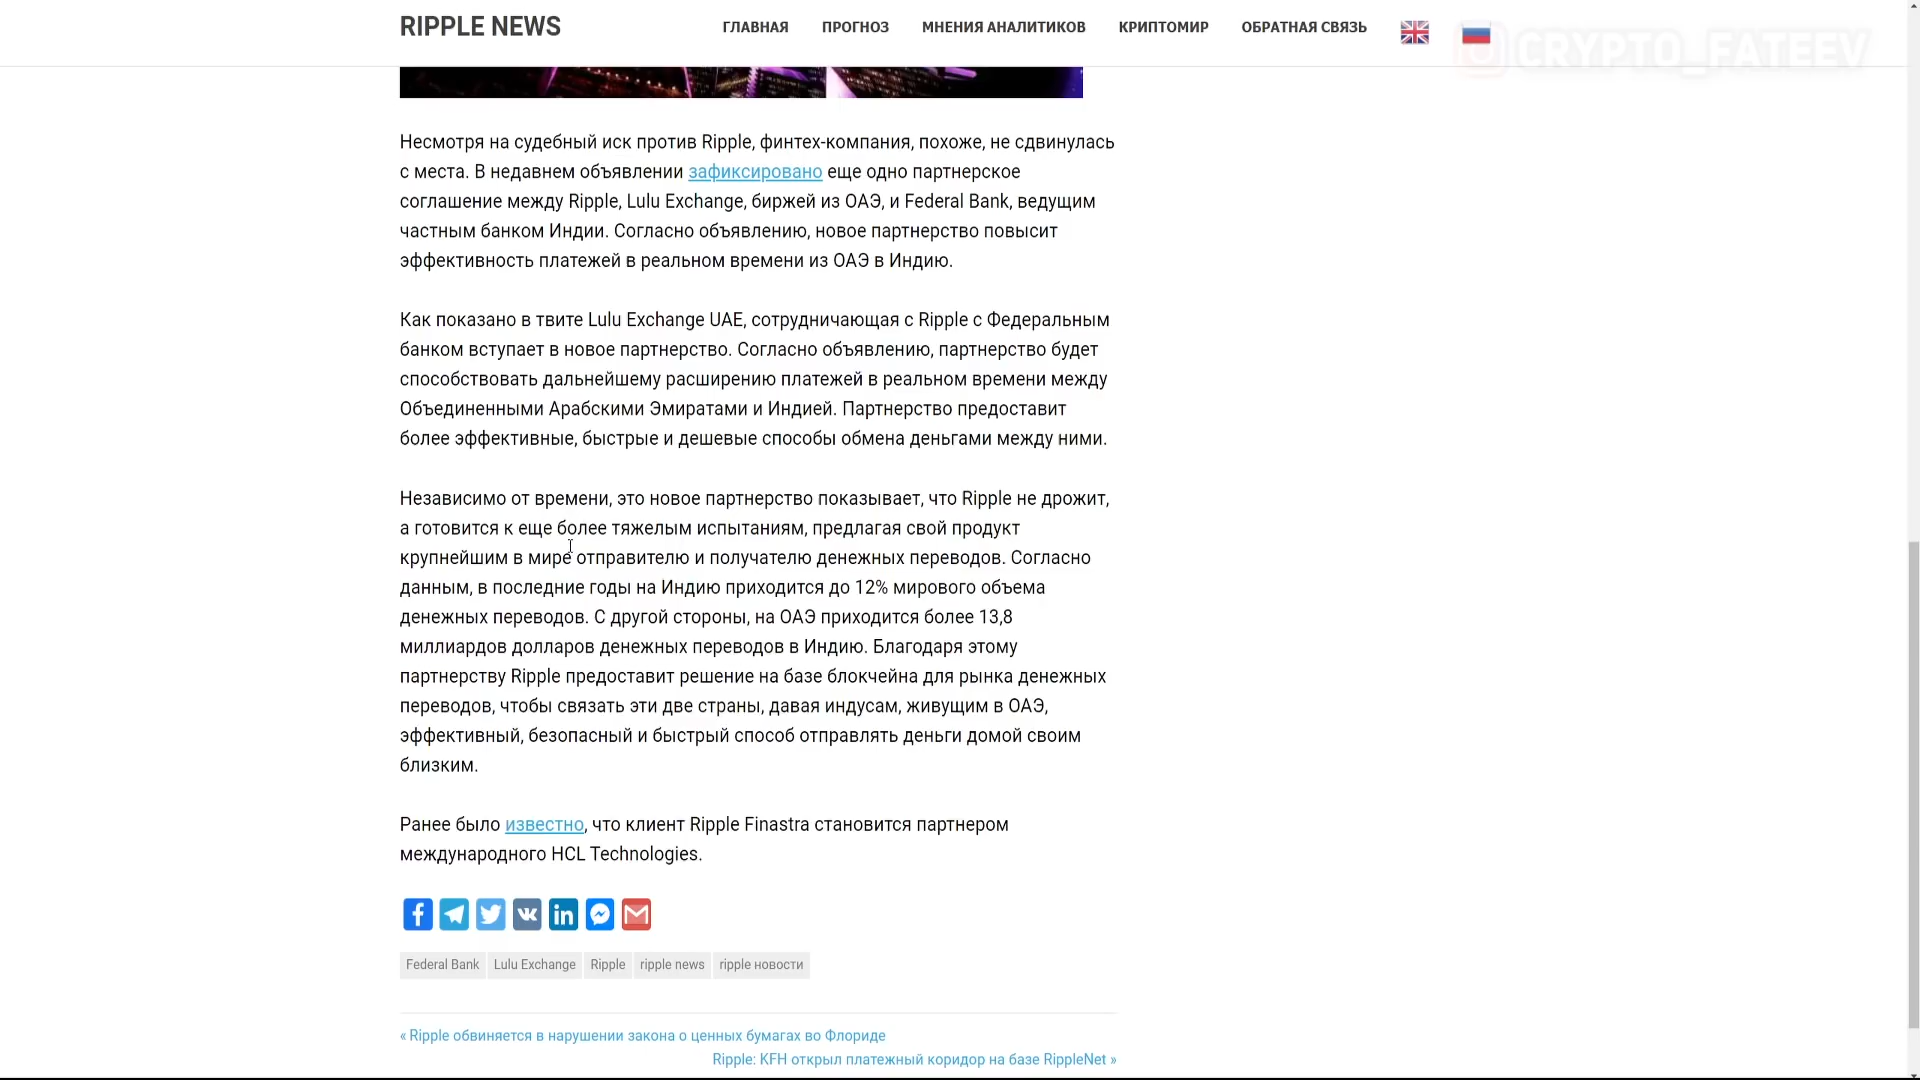 RIPPLE NEWS
ГЛАВНАЯ ПРОГНОЗ МНЕНИЯ АНАЛИТИКОВ КРИПТОМИР ОБРАТНАЯ СВЯЗЬ
CRYPTO_FATEEV
Несмотря на судебный иск против Ripple, финтех-компания, похоже, не сдвинулась
с места. В недавнем объявлении зафиксировано еще одно партнерское
соглашение между Ripple, Lulu Exchange, биржей из ОАЭ, и Federal Bank, ведущим
частным банком Индии. Согласно объявлению, новое партнерство повысит
эффективность платежей в реальном времени из ОАЭ в Индию.
Как показано в твите Lulu Exchange UAE, сотрудничающая с Ripple с Федеральным
банком вступает в новое партнерство. Согласно объявлению, партнерство будет
способствовать дальнейшему расширению платежей в реальном времени между
Объединенными Арабскими Эмиратами и Индией. Партнерство предоставит
более эффективные, быстрые и дешевые способы обмена деньгами между ними.
Независимо от времени, это новое партнерство показывает, что Ripple не дрожит,
а готовится к еще более тяжелым испытаниям, предлагая свой продукт
крупнейшим в мире отправителю и получателю денежных переводов. Согласно
данным, в последние годы на Индию приходится до 12% мирового объема
денежных переводов. С другой стороны, на ОАЭ приходится более 13,8
миллиардов долларов денежных переводов в Индию. Благодаря этому
партнерству Ripple предоставит решение на базе блокчейна для рынка денежных
переводов, чтобы связать эти две страны, давая индусам, живущим в ОАЭ,
эффективный, безопасный и быстрый способ отправлять деньги домой своим
близким.
Ранее было известно, что клиент Ripple Finastra становится партнером
международного HCL Technologies.
Federal Bank Lulu Exchange Ripple ripple news ripple новости
« Ripple обвиняется в нарушении закона о ценных бумагах во Флориде
Ripple: KFH открыл платежный коридор на базе RippleNet »